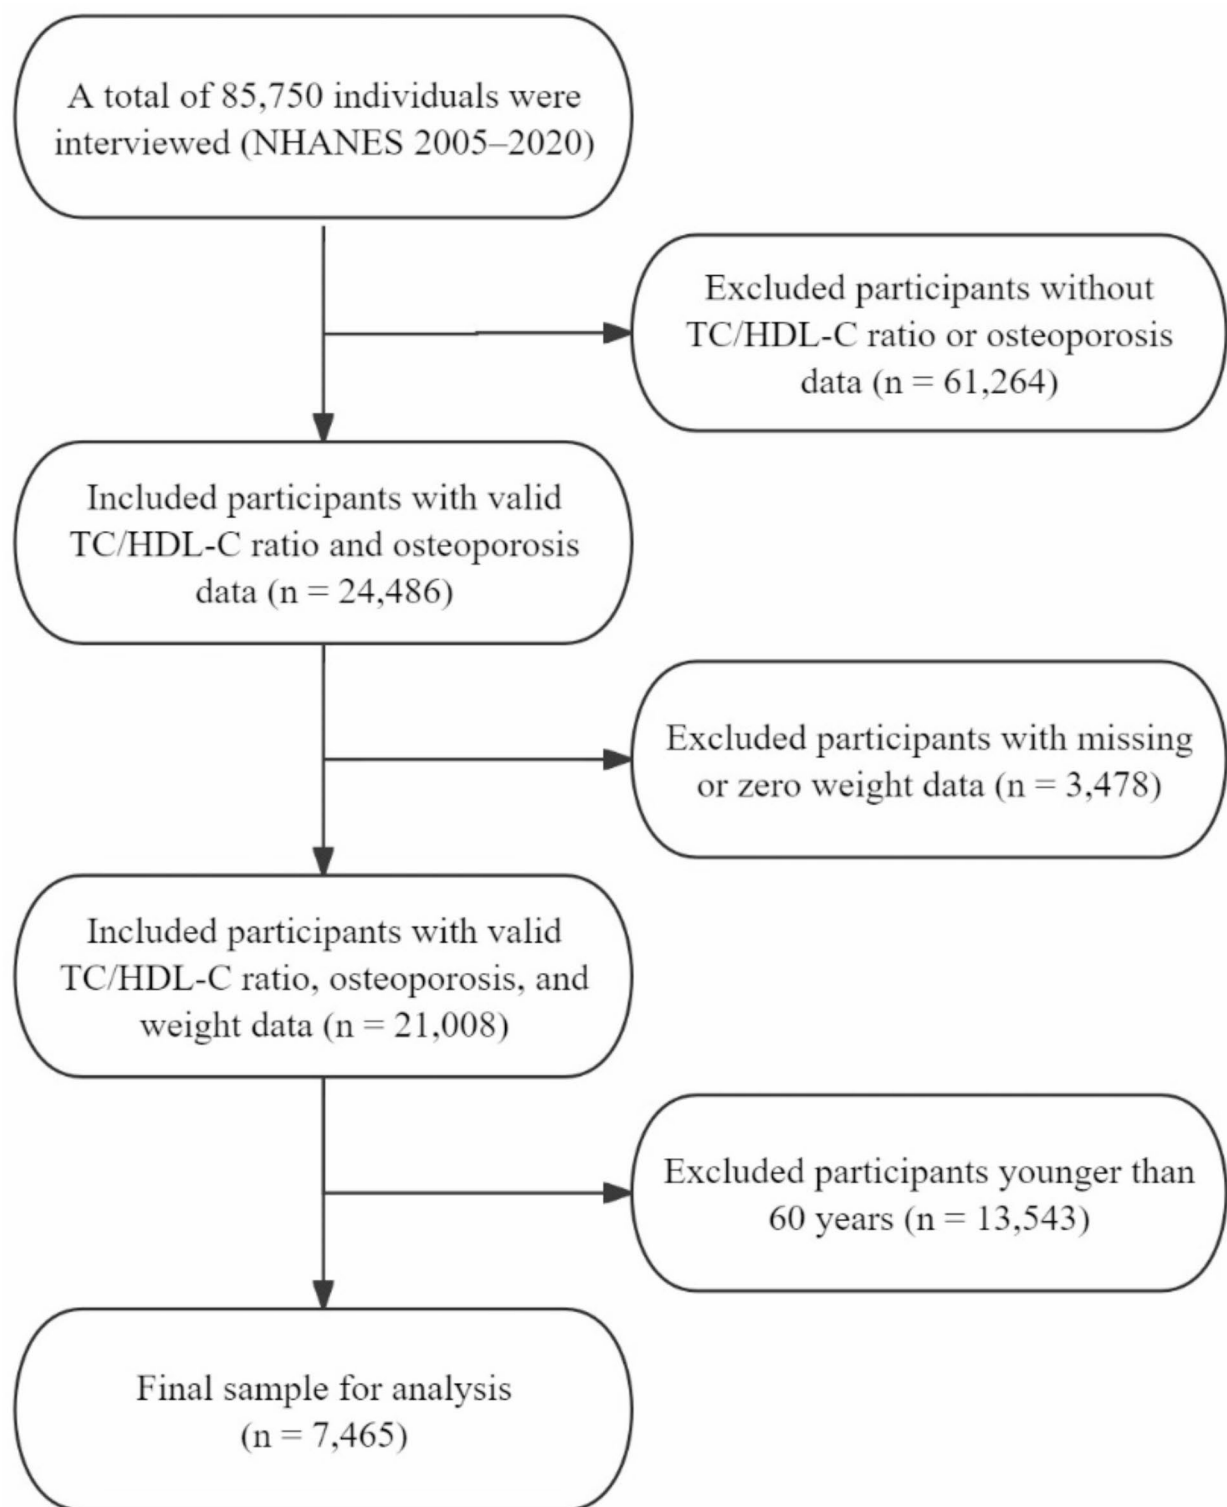 A total of 85,750 individuals were
interviewed (NHANES 2005–2020)
Excluded participants without
TC/HDL-C ratio or osteoporosis
data (n = 61,264)
Included participants with valid
TC/HDL-C ratio and osteoporosis
data (n = 24,486)
Excluded participants with missing
or zero weight data (n = 3,478)
Included participants with valid
TC/HDL-C ratio, osteoporosis, and
weight data (n = 21,008)
Excluded participants younger than
60 years (n = 13,543)
Final sample for analysis
(n = 7,465)